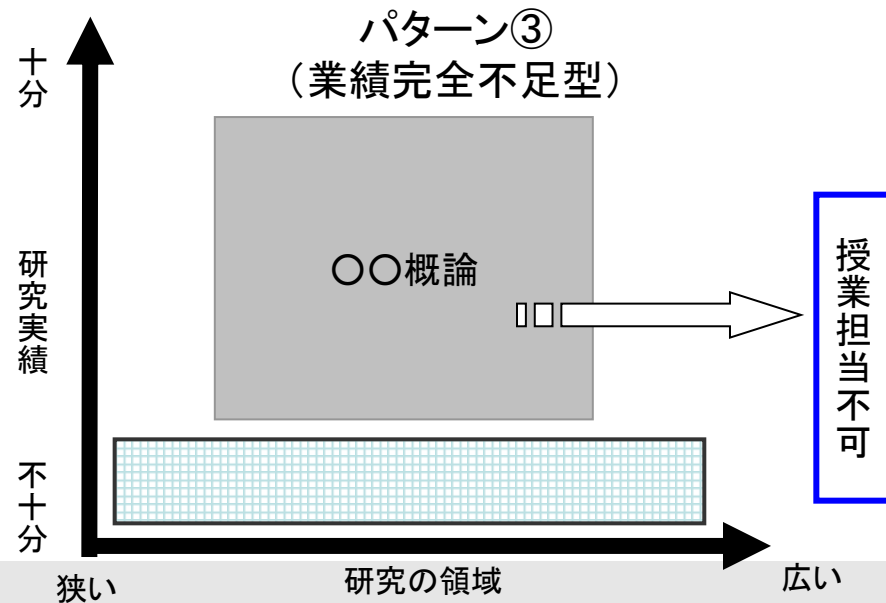 パターン③
（業績完全不足型）
十分
研究実績
不十分
〇〇概論
授業担当不可
狭い
研究の領域
広い